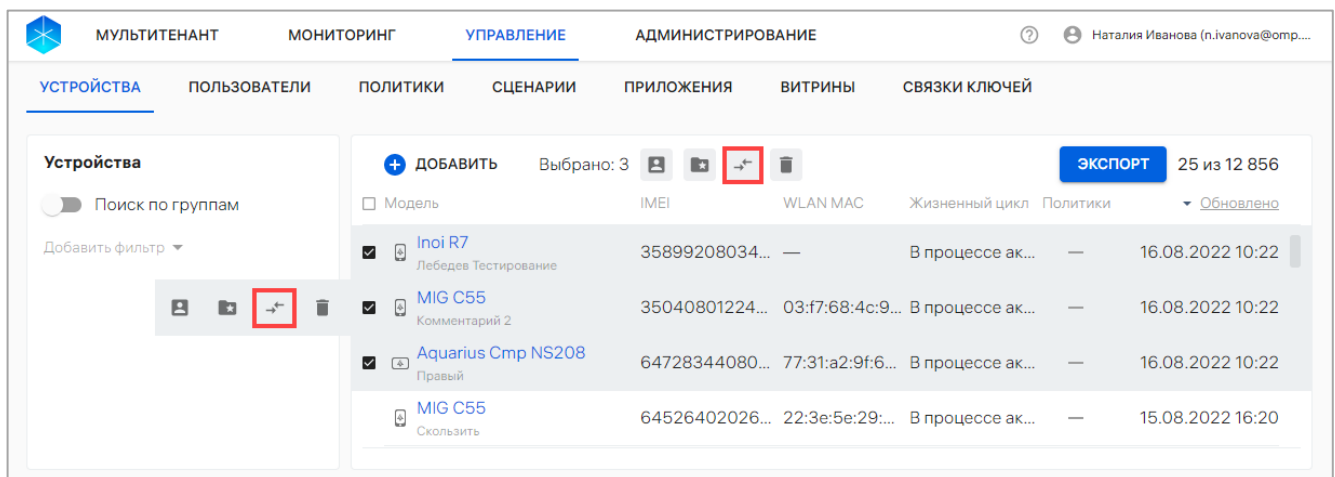 МУЛЬТИТЕНАНТ МОНИТОРИНГ УПРАВЛЕНИЕ АДМИНИСТРИРОВАНИЕ ? Наталия Иванова (n.ivanova@omp....
УСТРОЙСТВА ПОЛЬЗОВАТЕЛИ ПОЛИТИКИ СЦЕНАРИИ ПРИЛОЖЕНИЯ ВИТРИНЫ СВЯЗКИ КЛЮЧЕЙ
Устройства
Поиск по группам
Добавить фильтр
ДОБАВИТЬ Выбрано: 3 ЭКСПОРТ 25 из 12 856
Модель IMEI WLAN MAC Жизненный цикл Политики Обновлено
Inoi R7 35899208034... — В процессе ак... — 16.08.2022 10:22
Лебедев Тестирование
MIG C55 35040801224... 03:f7:68:4c:9... В процессе ак... — 16.08.2022 10:22
Комментарий 2
Aquarius Cmp NS208 64728344080... 77:31:a2:9f:6... В процессе ак... — 16.08.2022 10:22
Правый
MIG C55 64526402026... 22:3e:5e:29:... В процессе ак... — 15.08.2022 16:20
Скользить